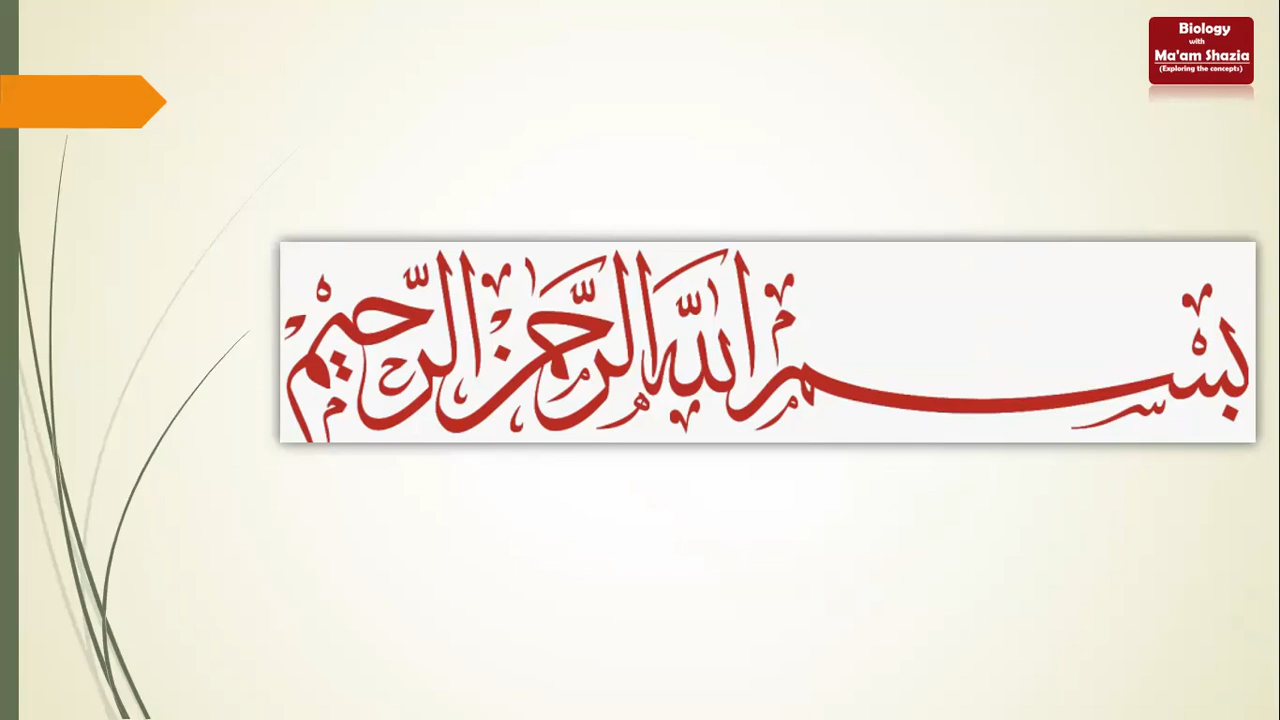 Biology
with
Ma'am Shazia
(Exploring the concepts)
بسم الله الرحمن الرحيم